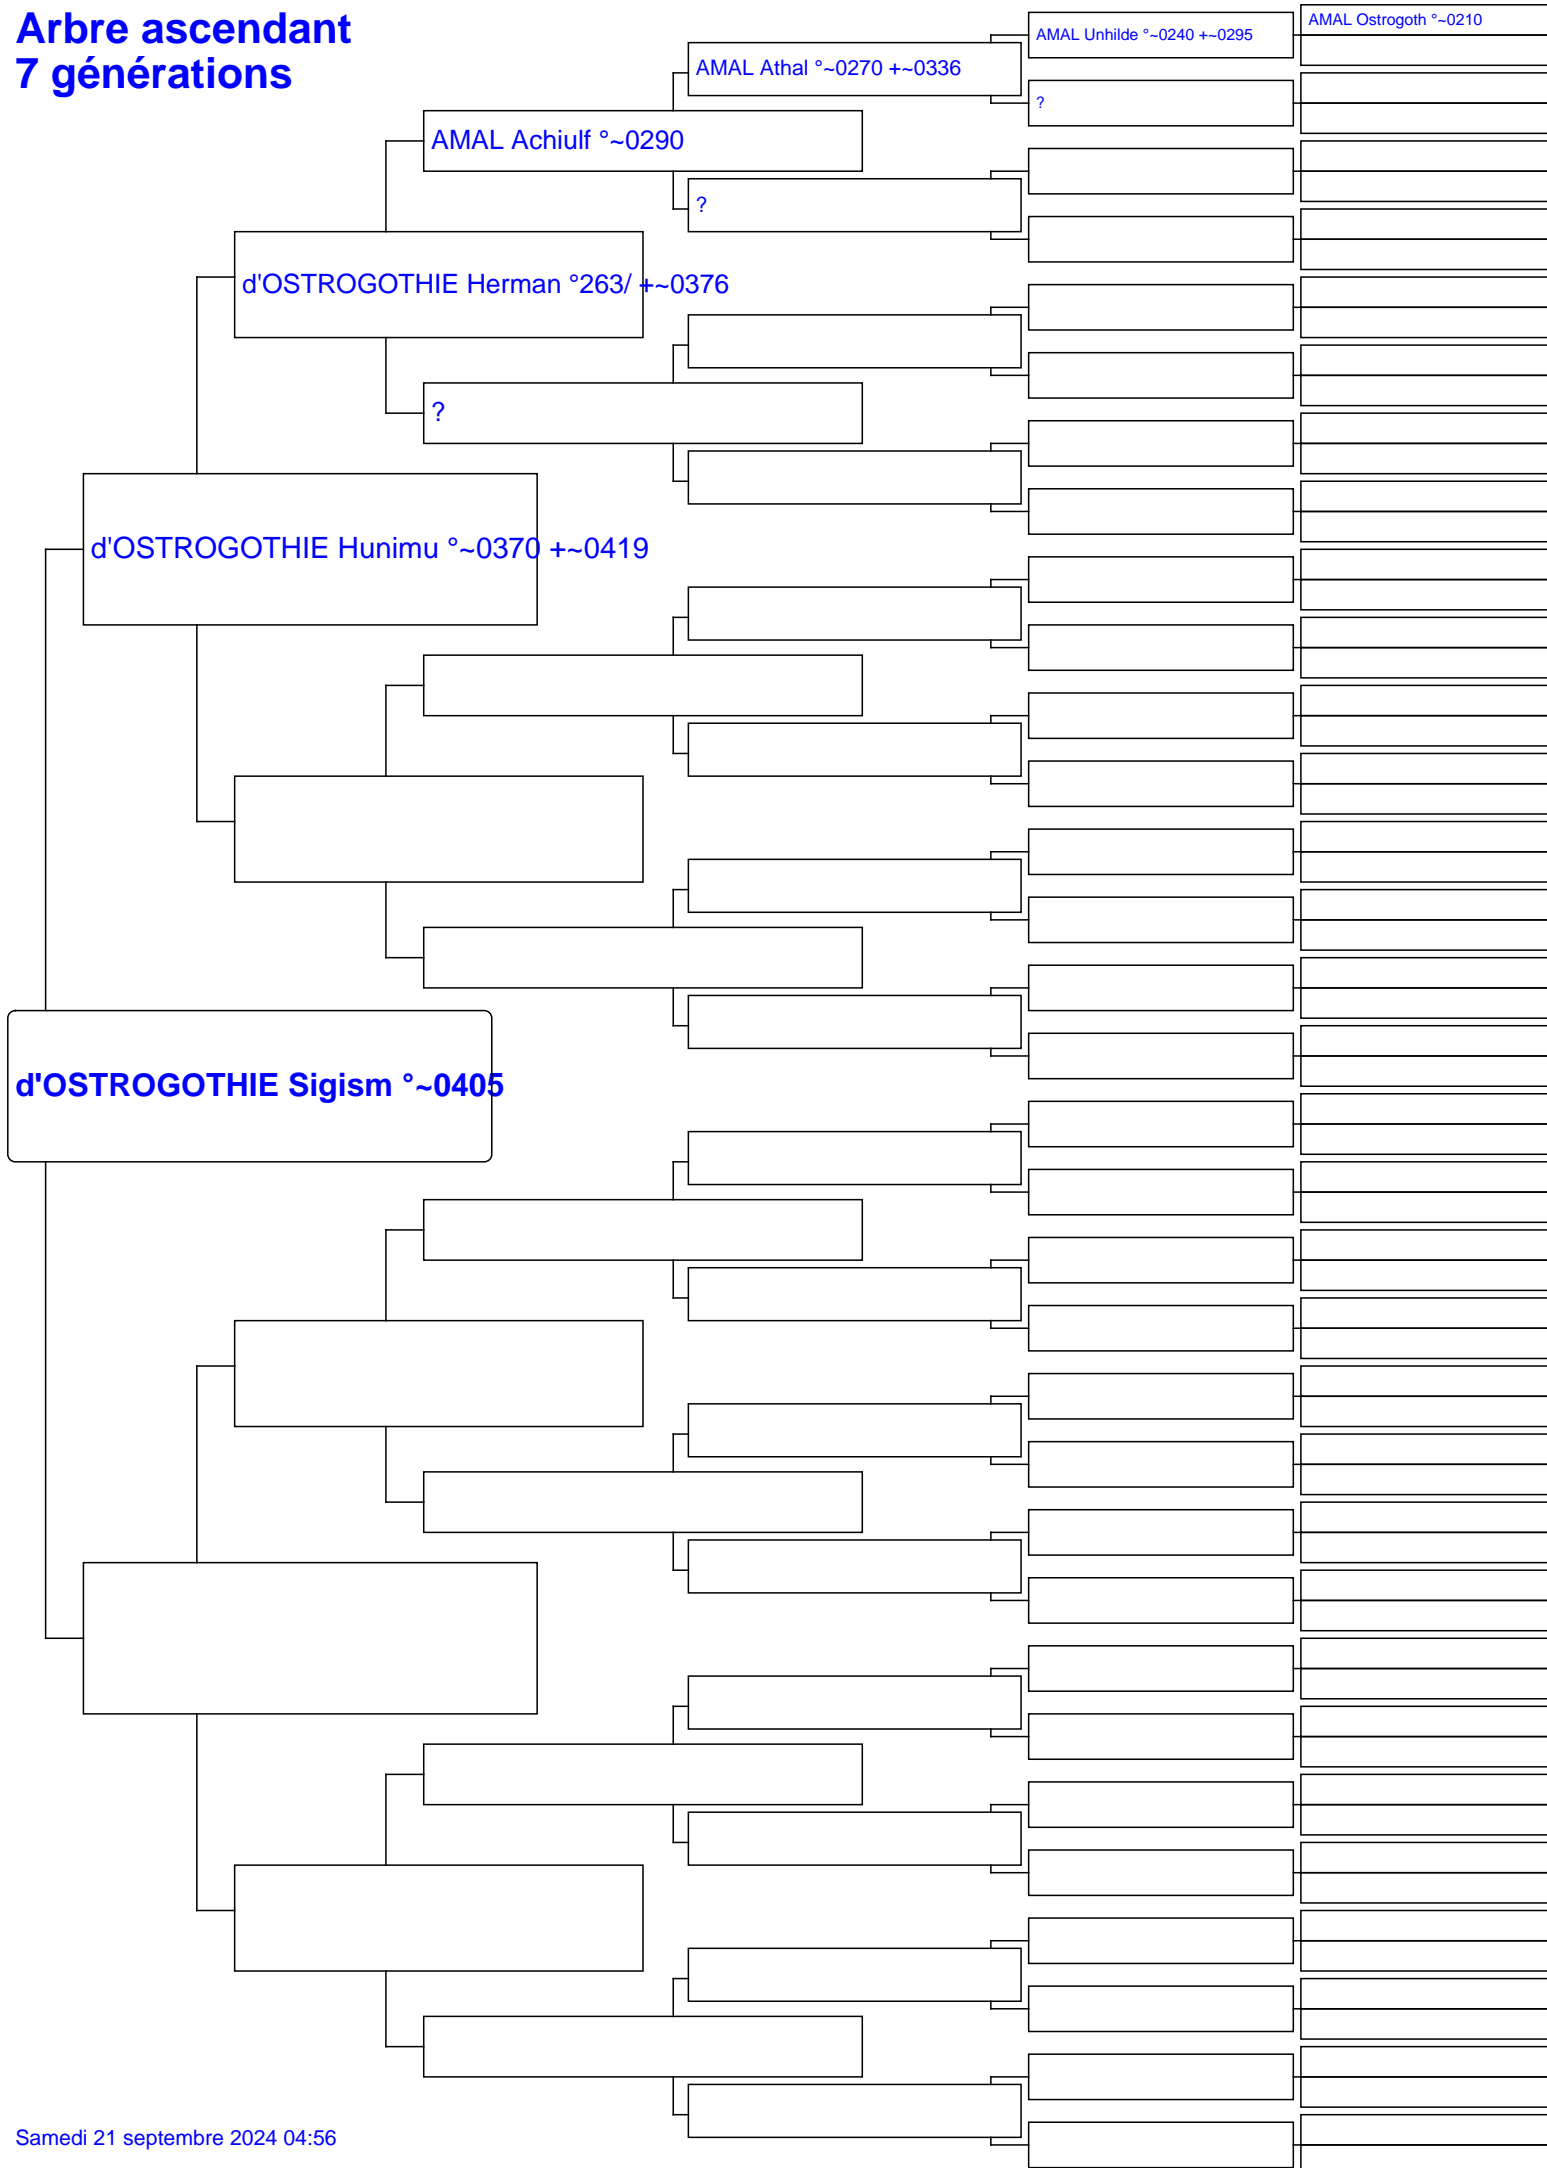 Arbre ascendant
7 générations
AMAL Ostrogoth °~0210
AMAL Unhilde °~0240 +~0295
AMAL Athal °~0270 +~0336
?
AMAL Achiulf °~0290
?
d'OSTROGOTHIE Herman °263/ +~0376
?
d'OSTROGOTHIE Hunimu °~0370 +~0419
d'OSTROGOTHIE Sigism °~0405
Samedi 21 septembre 2024 04:56